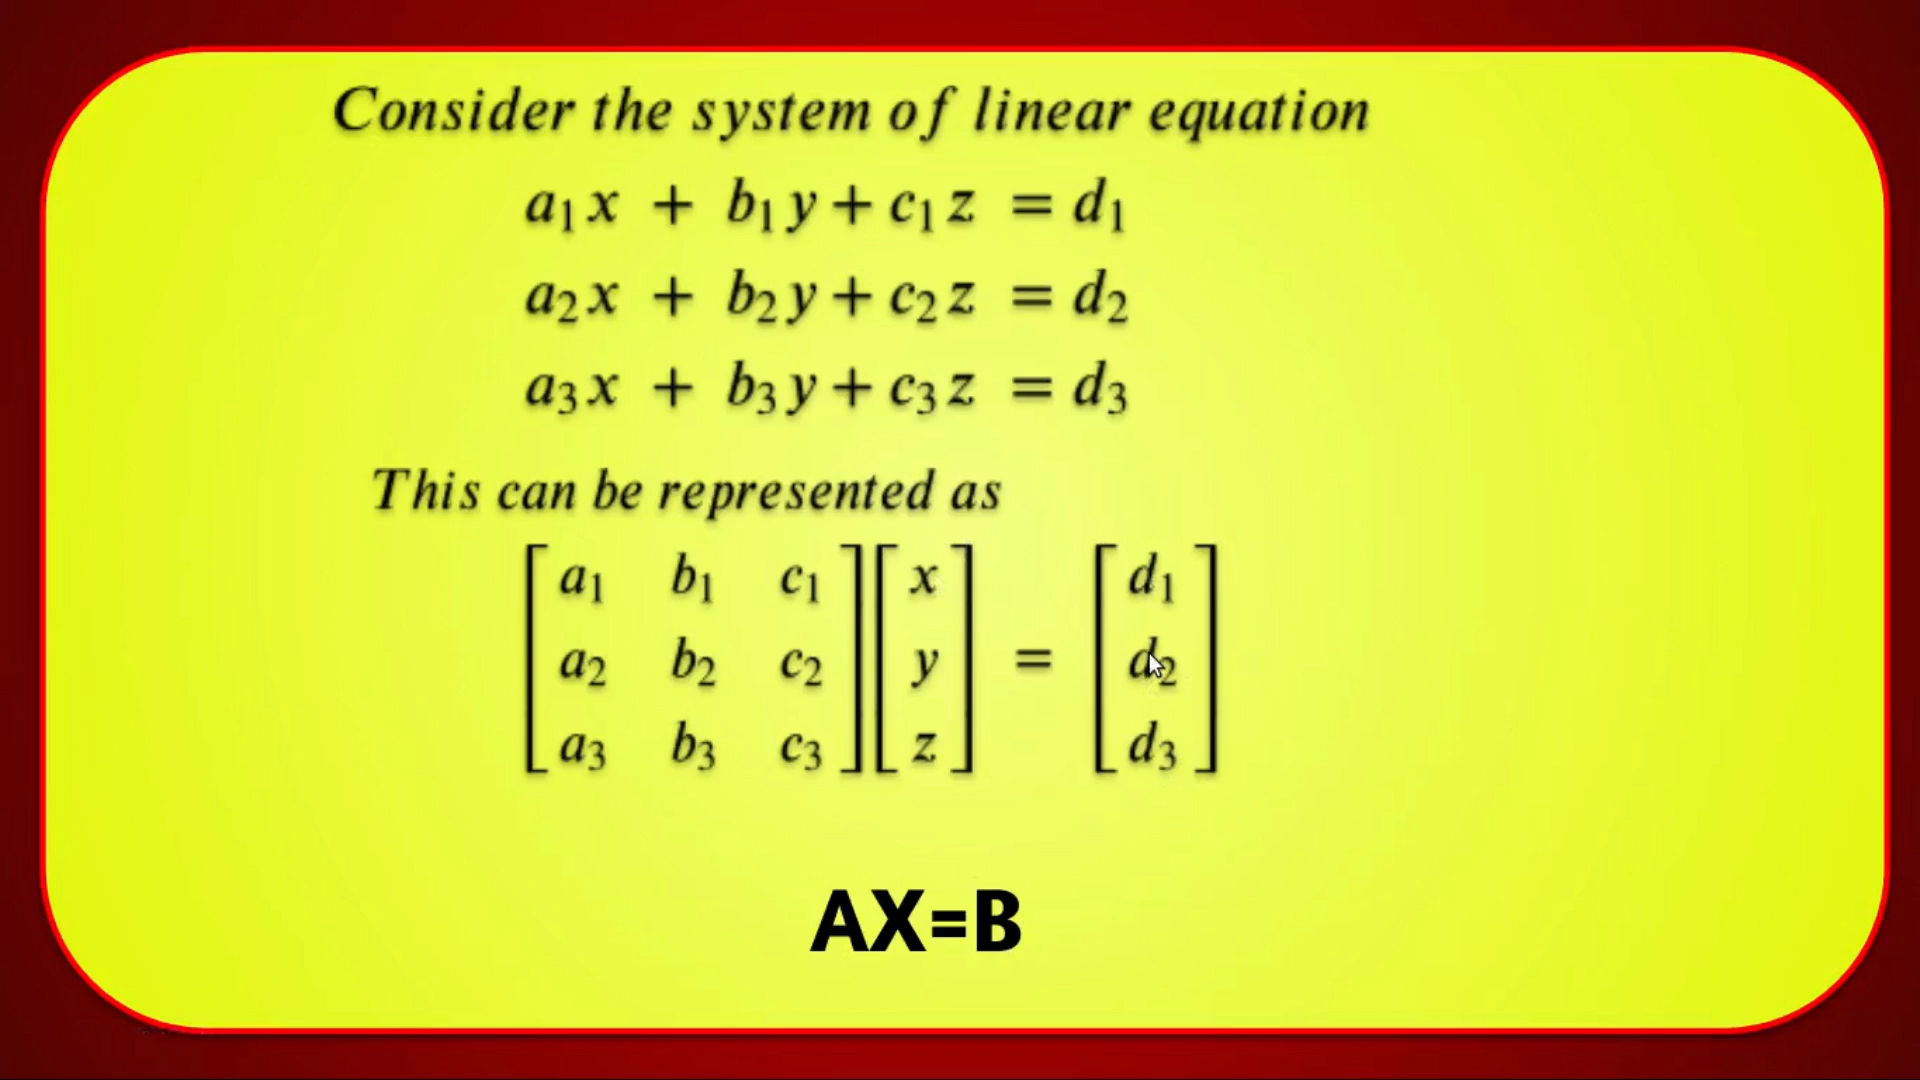 Consider the system of linear equation
a₁x + b₁y + c₁z = d₁
a₂x + b₂y + c₂z = d₂
a₃x + b₃y + c₃z = d₃
This can be represented as
[a₁ b₁ c₁] [x] = [d₁]
[a₂ b₂ c₂] [y] = [d₂]
[a₃ b₃ c₃] [z] = [d₃]
AX=B